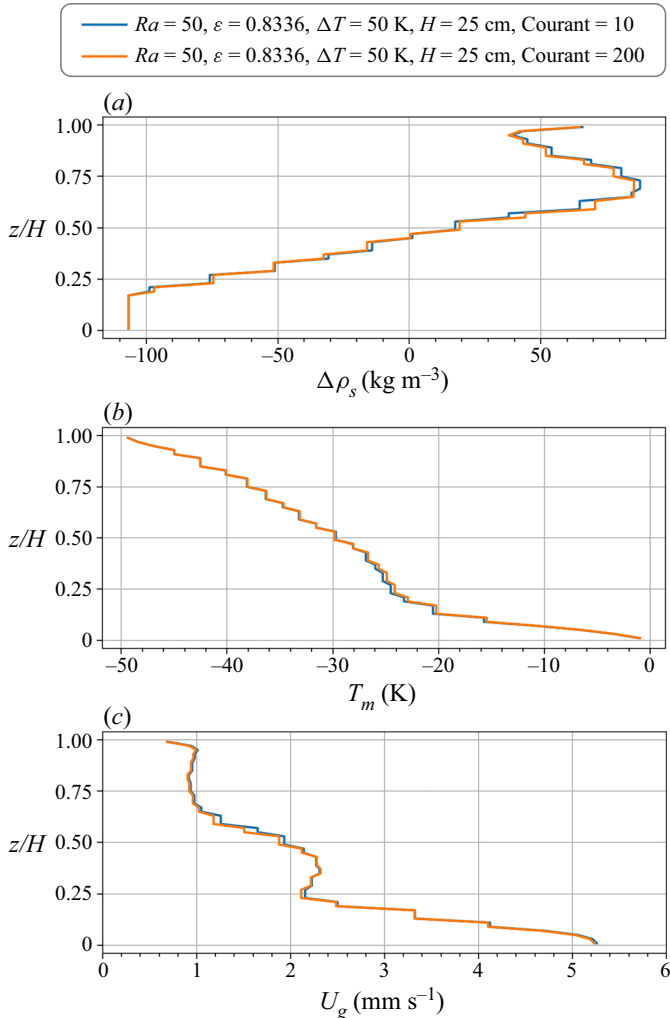 Ra = 50, ε = 0.8336, ΔT = 50 K, H = 25 cm, Courant = 10
Ra = 50, ε = 0.8336, ΔT = 50 K, H = 25 cm, Courant = 200
(a)
1.00
0.75
z/H 0.50
0.25
0
–100 –50 0 50
Δρs (kg m–3)
(b)
1.00
0.75
z/H 0.50
0.25
0
–50 –40 –30 –20 –10 0
Tm (K)
(c)
1.00
0.75
z/H 0.50
0.25
0
0 1 2 3 4 5 6
Ug (mm s–1)